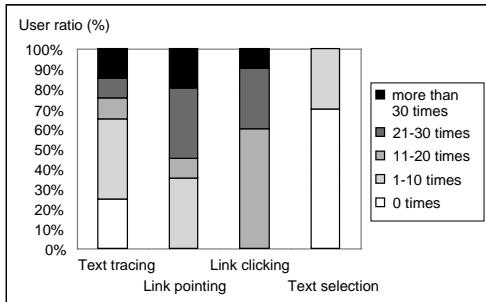 User ratio (%)
100%
90%
80%
70%
60%
50%
40%
30%
20%
10%
0%
Text tracing
Link pointing
Link clicking
Text selection
more than
30 times
21-30 times
11-20 times
1-10 times
0 times